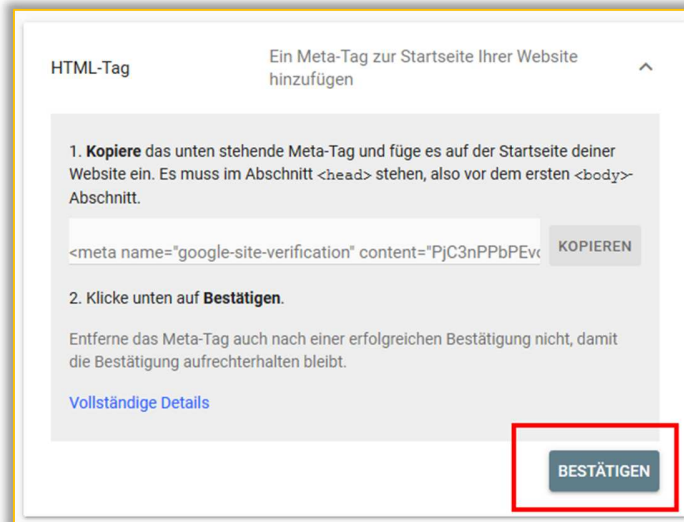 HTML-Tag
Ein Meta-Tag zur Startseite Ihrer Website
hinzufügen
1. Kopiere das unten stehende Meta-Tag und füge es auf der Startseite deiner
Website ein. Es muss im Abschnitt <head> stehen, also vor dem ersten <body>-
Abschnitt.
<meta name="google-site-verification" content="PjC3nPPbPEv
KOPIEREN
2. Klicke unten auf Bestätigen.
Entferne das Meta-Tag auch nach einer erfolgreichen Bestätigung nicht, damit
die Bestätigung aufrechterhalten bleibt.
Vollständige Details
BESTÄTIGEN